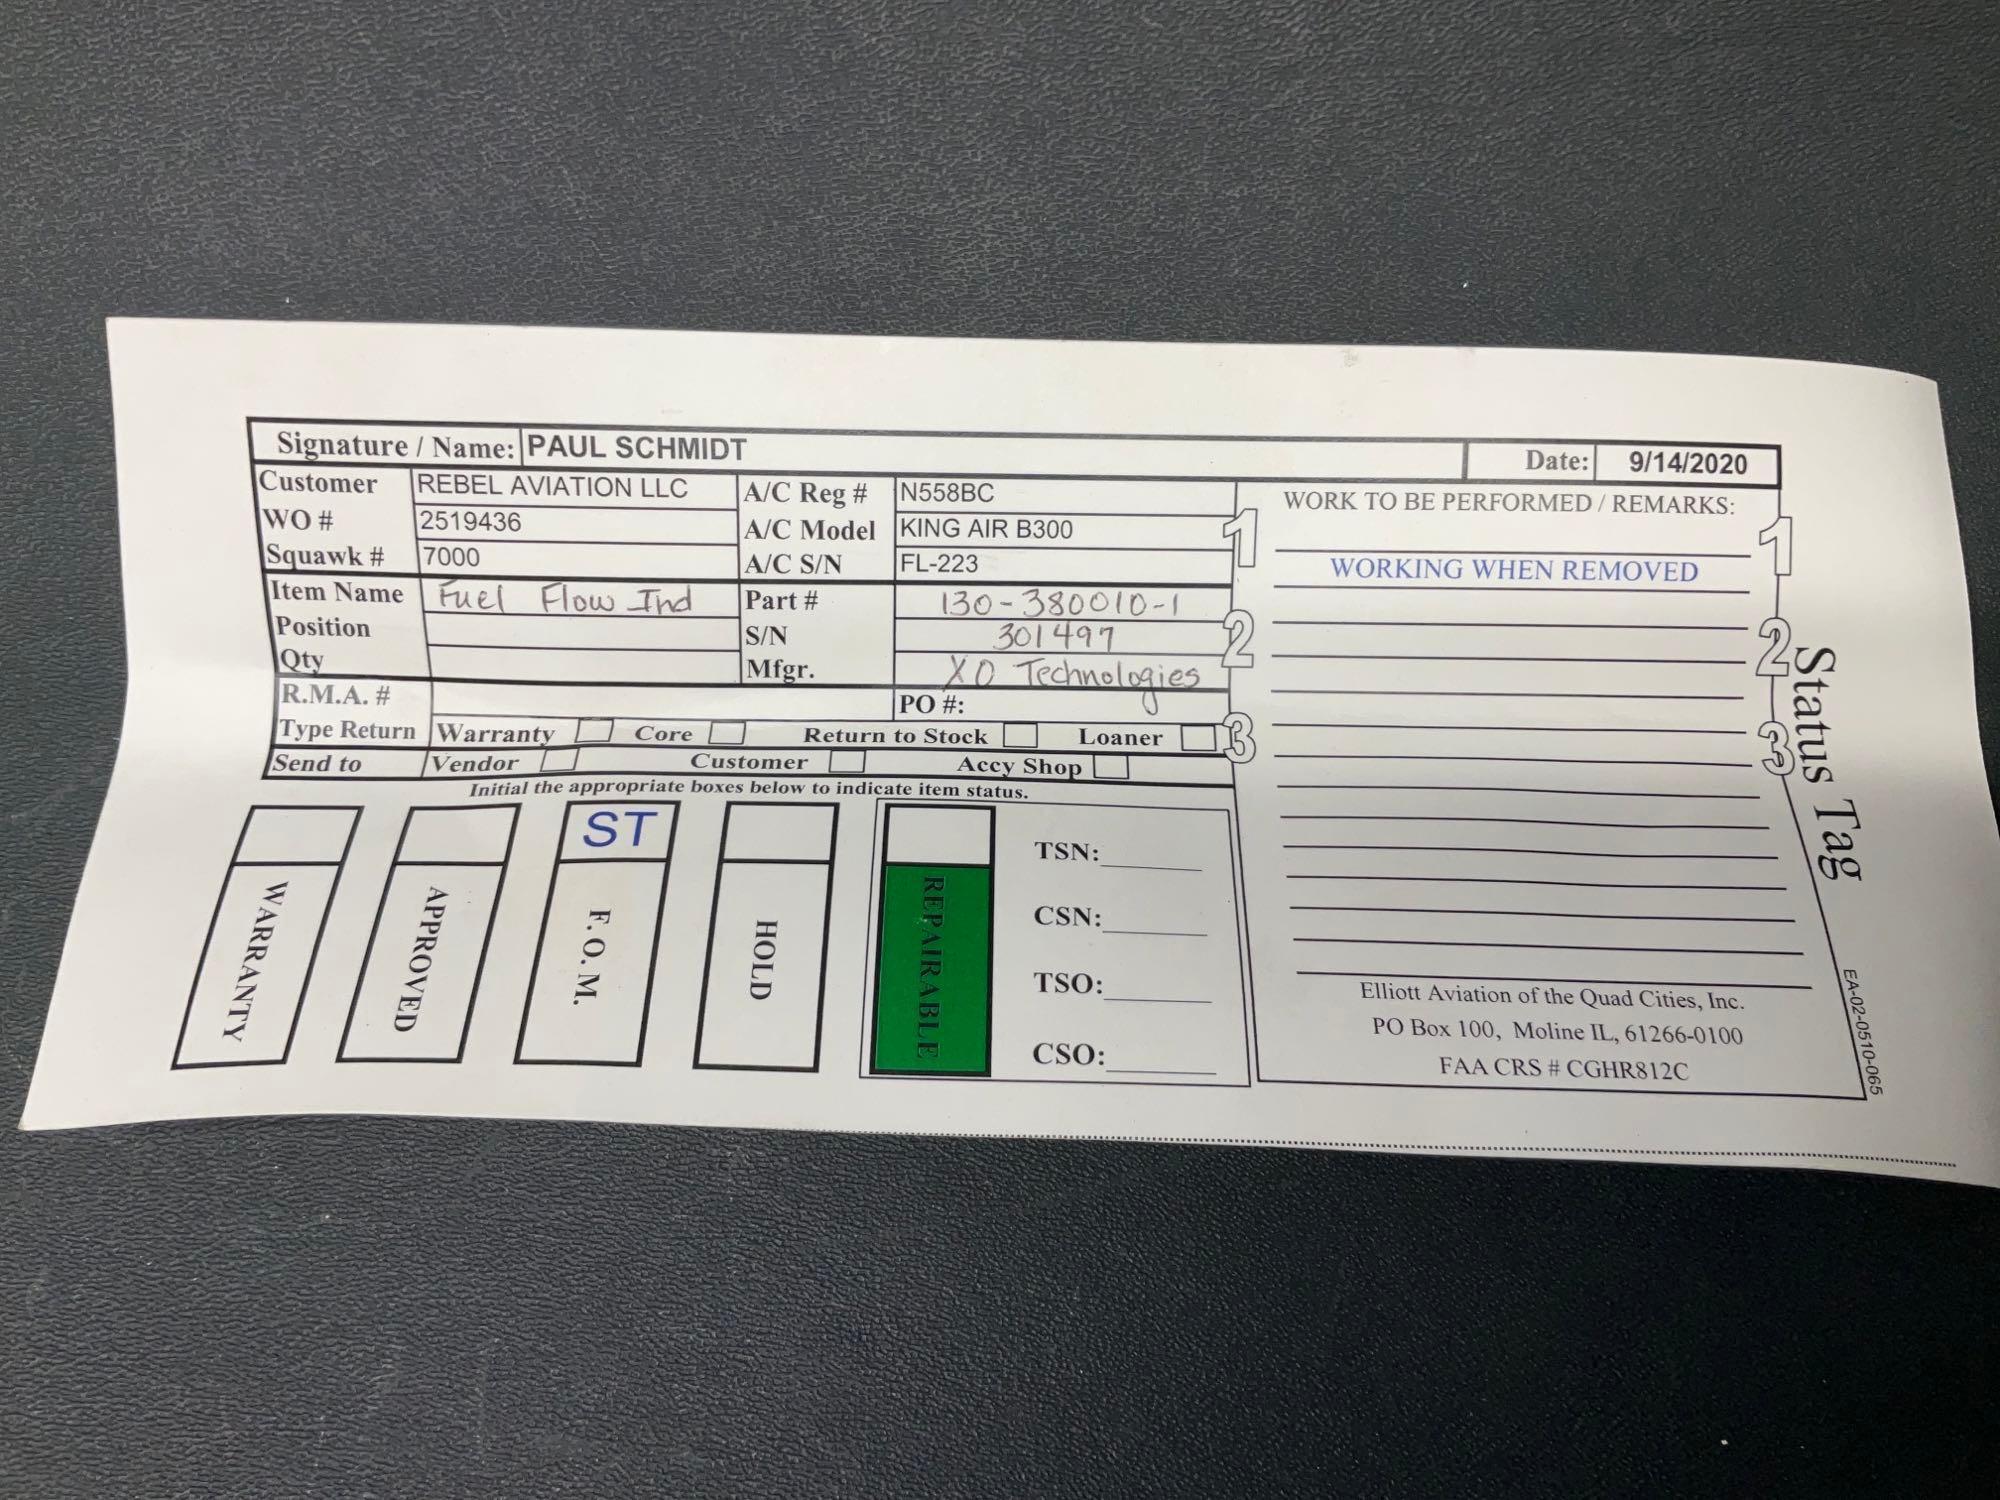 Signature / Name: PAUL SCHMIDT Date: 9/14/2020
Customer REBEL AVIATION LLC A/C Reg # N558BC
WO # 2519436 A/C Model KING AIR B300
Squawk # 7000 A/C S/N FL-223
Item Name Fuel Flow Ind Part # 130-380010-1
Position S/N 301497
Qty Mfgr. XO Technologies
R.M.A. # PO #:
Type Return Warranty Core Return to Stock Loaner
Send to Vendor Customer Accy Shop
Initial the appropriate boxes below to indicate item status.
WARRANTY
APPROVED
ST
F. O. M.
HOLD
REPAIRABLE
TSN:
CSN:
TSO:
CSO:
1
2
3
WORK TO BE PERFORMED / REMARKS:
WORKING WHEN REMOVED
Elliott Aviation of the Quad Cities, Inc.
PO Box 100, Moline IL, 61266-0100
FAA CRS # CGHR812C
1
2
3
Status Tag
EA-02-0510-065